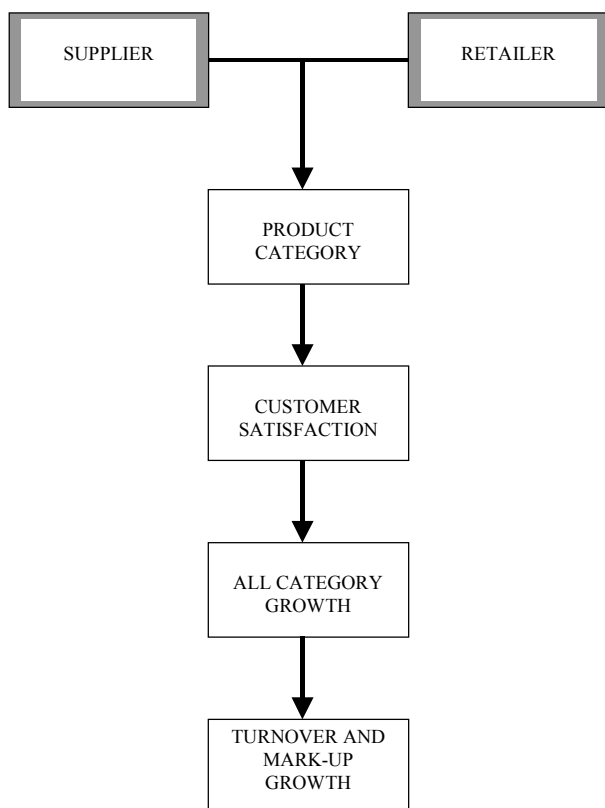 SUPPLIER
RETAILER
PRODUCT
CATEGORY
CUSTOMER
SATISFACTION
ALL CATEGORY
GROWTH
TURNOVER AND
MARK-UP
GROWTH